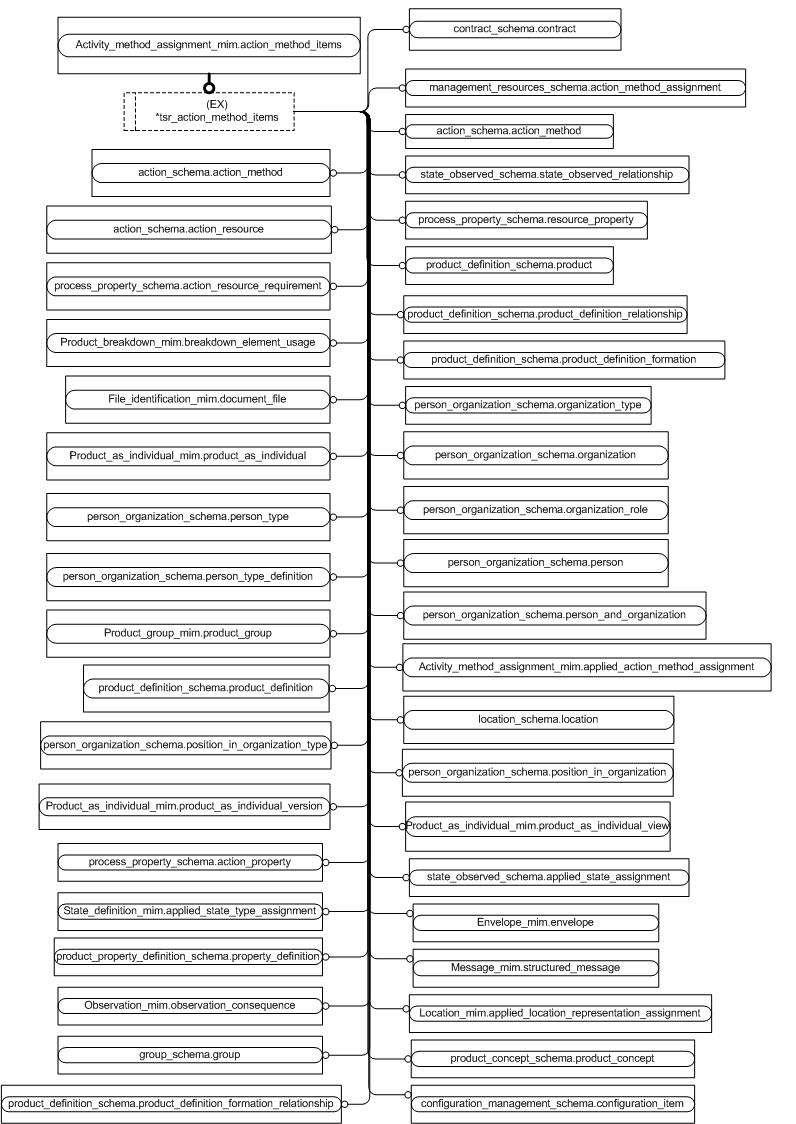 Activity_method_assignment_mim.action_method_items
(EX)
*tsr_action_method_items
action_schema.action_method
action_schema.action_resource
process_property_schema.action_resource_requirement
Product_breakdown_mim.breakdown_element_usage
File_identification_mim.document_file
Product_as_individual_mim.product_as_individual
person_organization_schema.person_type
person_organization_schema.person_type_definition
Product_group_mim.product_group
product_definition_schema.product_definition
person_organization_schema.position_in_organization_type
Product_as_individual_mim.product_as_individual_version
process_property_schema.action_property
State_definition_mim.applied_state_type_assignment
product_property_definition_schema.property_definition
Observation_mim.observation_consequence
group_schema.group
product_definition_schema.product_definition_formation_relationship
contract_schema.contract
management_resources_schema.action_method_assignment
action_schema.action_method
state_observed_schema.state_observed_relationship
process_property_schema.resource_property
product_definition_schema.product
product_definition_schema.product_definition_relationship
product_definition_schema.product_definition_formation
person_organization_schema.organization_type
person_organization_schema.organization
person_organization_schema.organization_role
person_organization_schema.person
person_organization_schema.person_and_organization
Activity_method_assignment_mim.applied_action_method_assignment
location_schema.location
person_organization_schema.position_in_organization
Product_as_individual_mim.product_as_individual_view
state_observed_schema.applied_state_assignment
Envelope_mim.envelope
Message_mim.structured_message
Location_mim.applied_location_representation_assignment
product_concept_schema.product_concept
configuration_management_schema.configuration_item